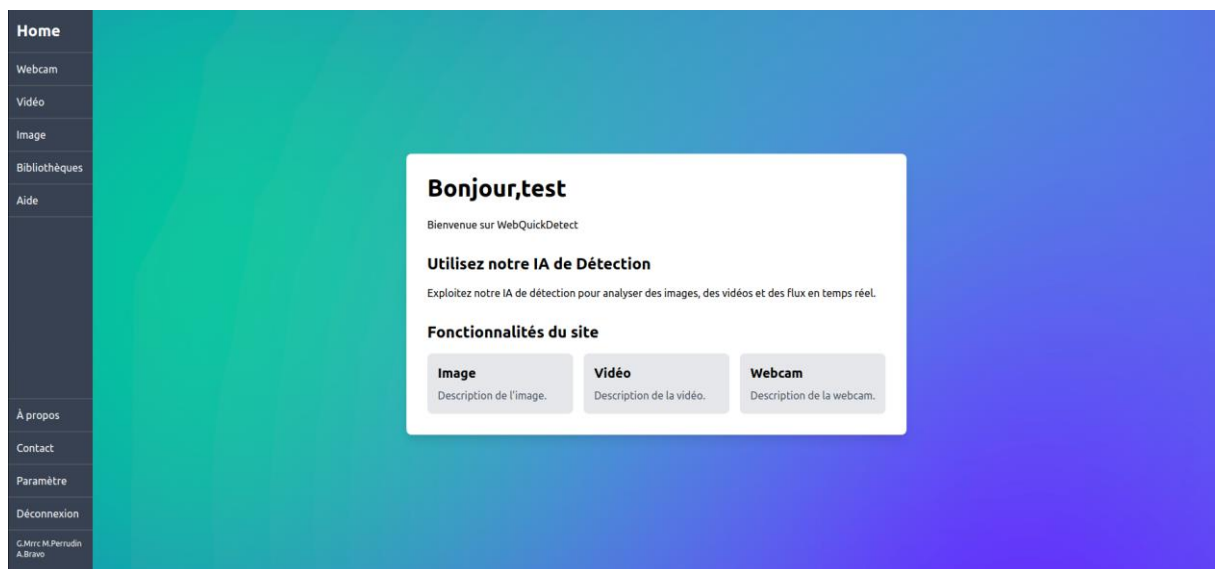 Home
Webcam
Vidéo
Image
Bibliothèques
Aide
À propos
Contact
Paramètre
Déconnexion
G.Mrrc M.Perrudin
A.Bravo
Bonjour,test
Bienvenue sur WebQuickDetect
Utilisez notre IA de Détection
Exploitez notre IA de détection pour analyser des images, des vidéos et des flux en temps réel.
Fonctionnalités du site
Image
Description de l'image.
Vidéo
Description de la vidéo.
Webcam
Description de la webcam.